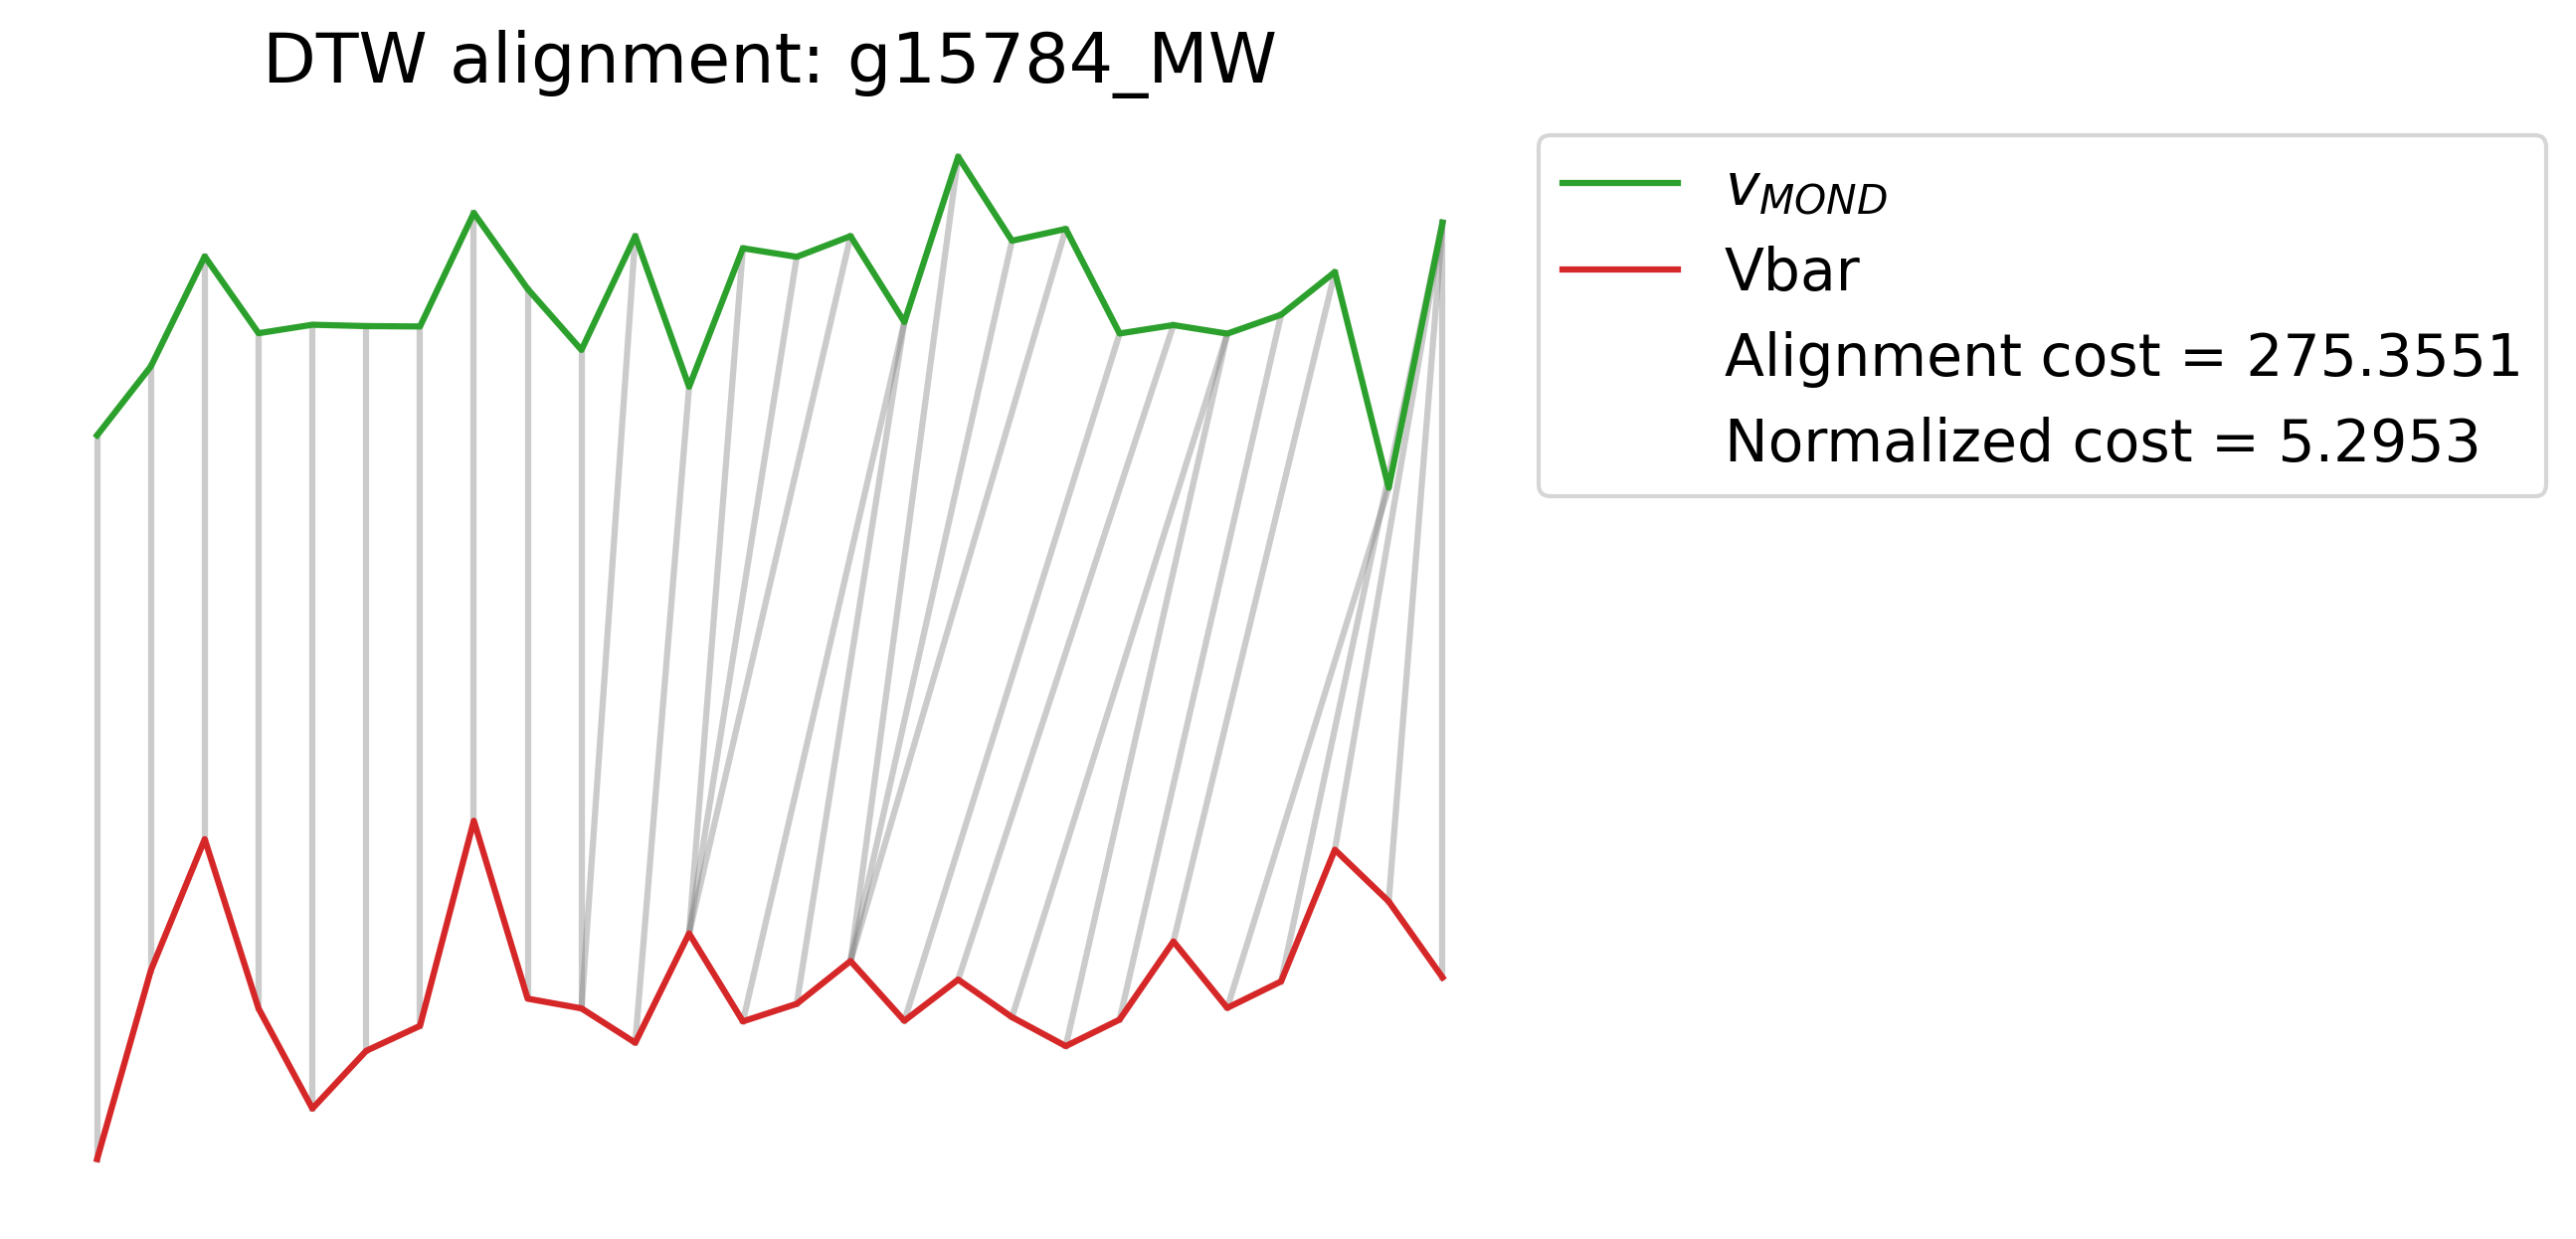 DTW alignment: g15784_MW
v_MOND
Vbar
Alignment cost = 275.3551
Normalized cost = 5.2953